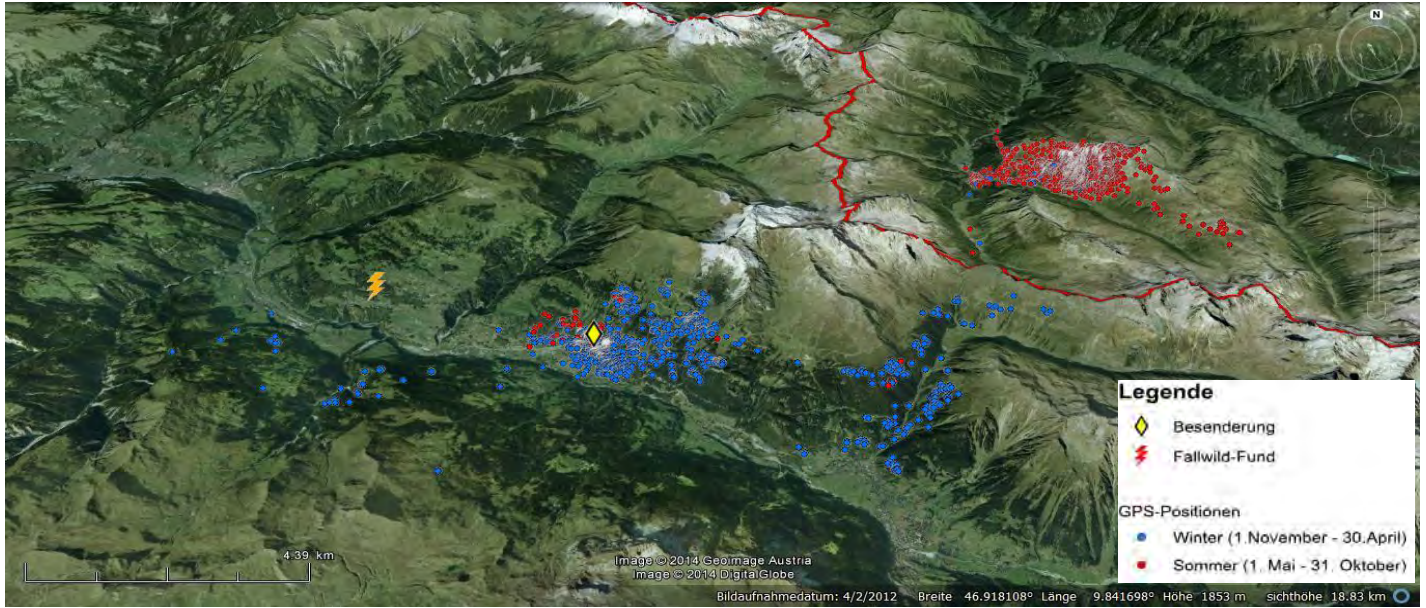 N
Legende
Besenderung
Fallwild-Fund
GPS-Positionen
Winter (1.November - 30.April)
Sommer (1. Mai - 31. Oktober)
4.39 km
Image © 2014 Geoimage Austria
Image © 2014 DigitalGlobe
Bildaufnahmedatum: 4/2/2012 Breite 46.918108° Länge 9.841698° Höhe 1853 m sichthöhe 18.83 km